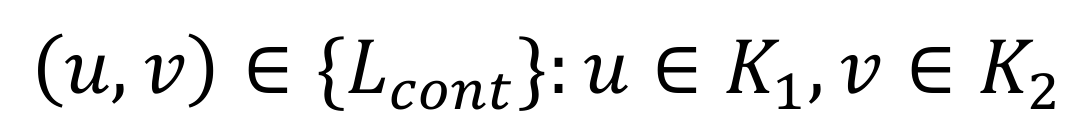 (u, v) ∈ {L_cont}: u ∈ K_1, v ∈ K_2